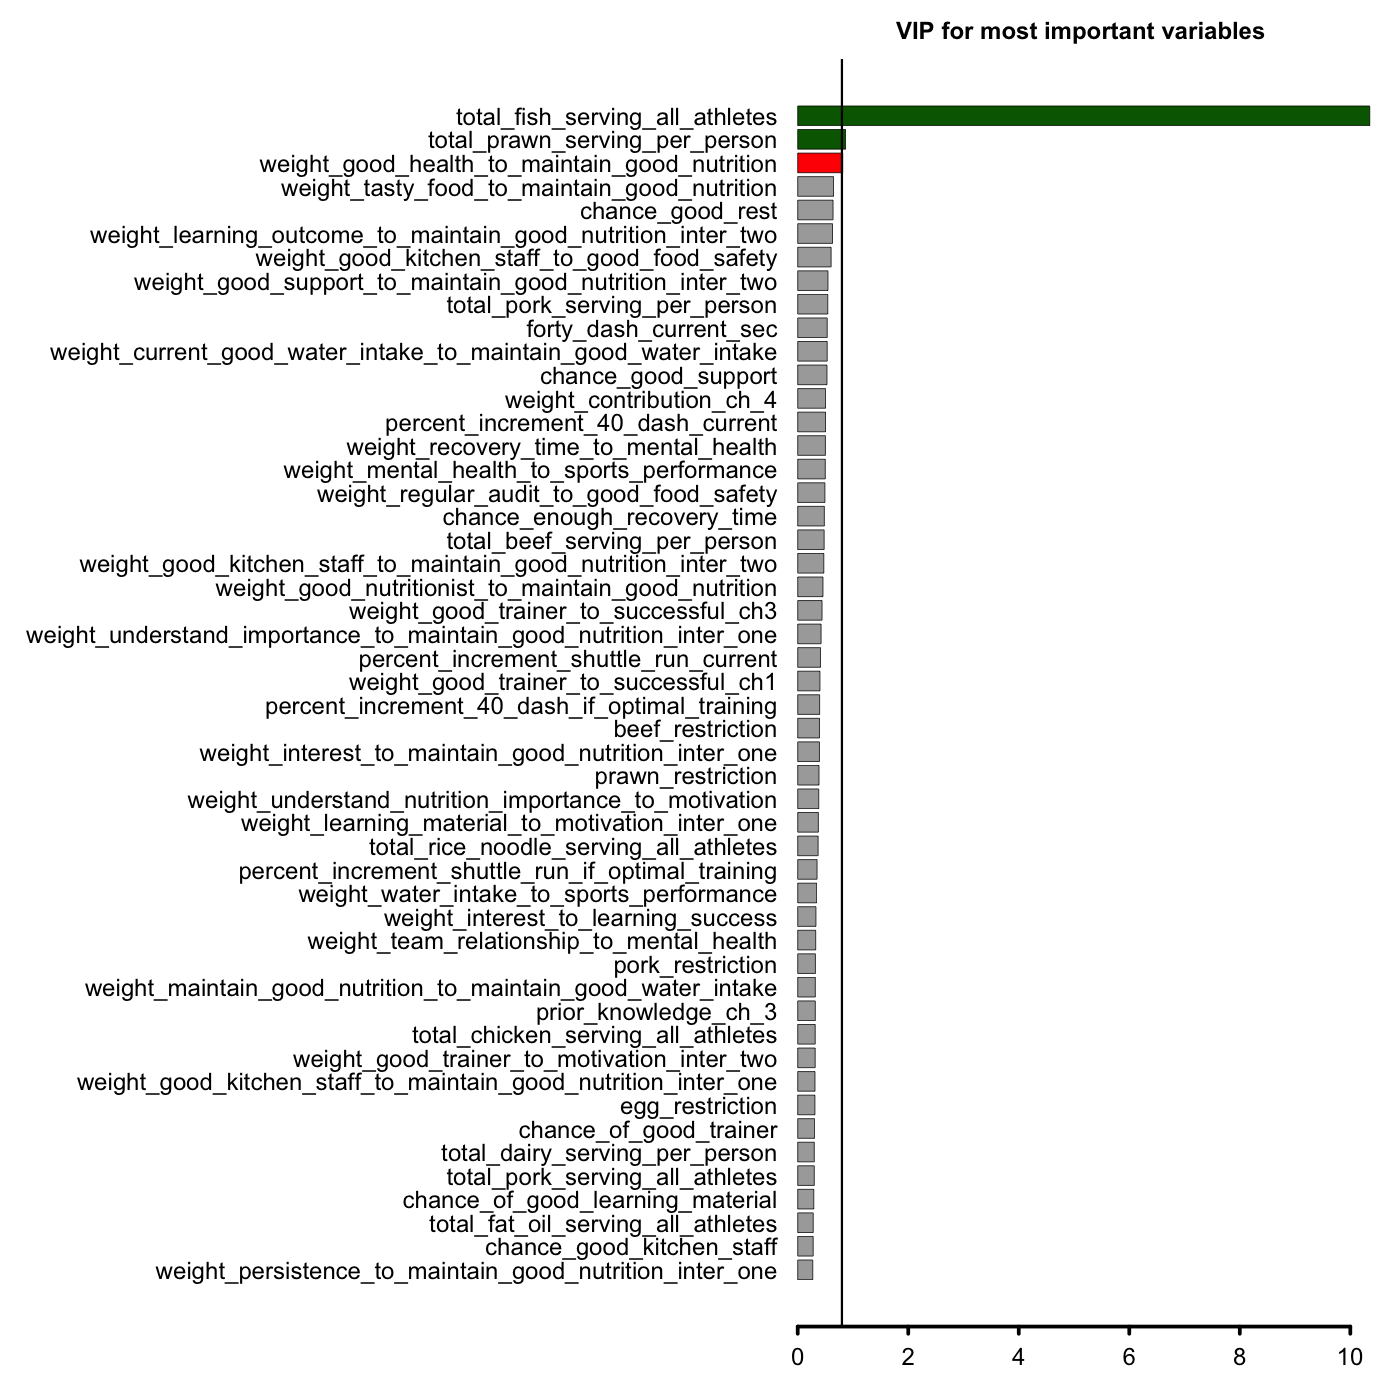 VIP for most important variables
total_fish_serving_all_athletes
total_prawn_serving_per_person
weight_good_health_to_maintain_good_nutrition
weight_tasty_food_to_maintain_good_nutrition
chance_good_rest
weight_learning_outcome_to_maintain_good_nutrition_inter_two
weight_good_kitchen_staff_to_good_food_safety
weight_good_support_to_maintain_good_nutrition_inter_two
total_pork_serving_per_person
forty_dash_current_sec
weight_current_good_water_intake_to_maintain_good_water_intake
chance_good_support
weight_contribution_ch_4
percent_increment_40_dash_current
weight_recovery_time_to_mental_health
weight_mental_health_to_sports_performance
weight_regular_audit_to_good_food_safety
chance_enough_recovery_time
total_beef_serving_per_person
weight_good_kitchen_staff_to_maintain_good_nutrition_inter_two
weight_good_nutritionist_to_maintain_good_nutrition
weight_good_trainer_to_successful_ch3
weight_understand_importance_to_maintain_good_nutrition_inter_one
percent_increment_shuttle_run_current
weight_good_trainer_to_successful_ch1
percent_increment_40_dash_if_optimal_training
beef_restriction
weight_interest_to_maintain_good_nutrition_inter_one
prawn_restriction
weight_understand_nutrition_importance_to_motivation
weight_learning_material_to_motivation_inter_one
total_rice_noodle_serving_all_athletes
percent_increment_shuttle_run_if_optimal_training
weight_water_intake_to_sports_performance
weight_interest_to_learning_success
weight_team_relationship_to_mental_health
pork_restriction
weight_maintain_good_nutrition_to_maintain_good_water_intake
prior_knowledge_ch_3
total_chicken_serving_all_athletes
weight_good_trainer_to_motivation_inter_two
weight_good_kitchen_staff_to_maintain_good_nutrition_inter_one
egg_restriction
chance_of_good_trainer
total_dairy_serving_per_person
total_pork_serving_all_athletes
chance_of_good_learning_material
total_fat_oil_serving_all_athletes
chance_good_kitchen_staff
weight_persistence_to_maintain_good_nutrition_inter_one
0 2 4 6 8 10